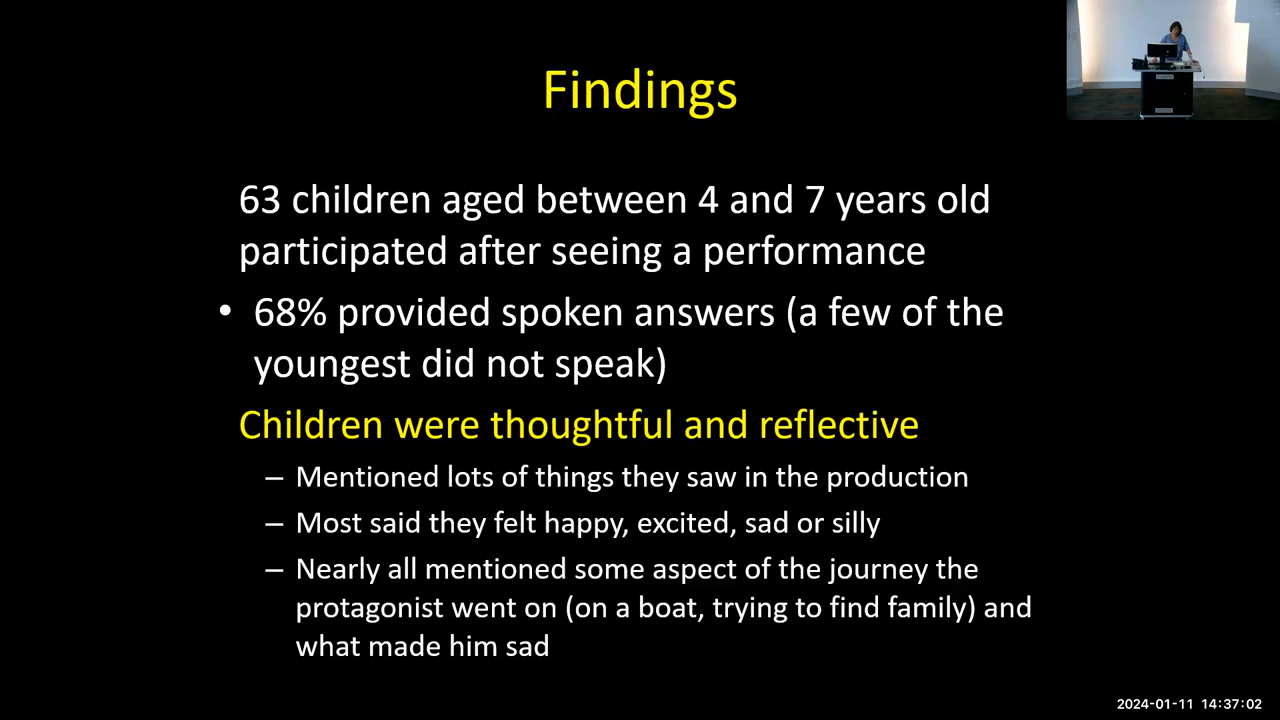 Findings
63 children aged between 4 and 7 years old
participated after seeing a performance
• 68% provided spoken answers (a few of the
youngest did not speak)
Children were thoughtful and reflective
– Mentioned lots of things they saw in the production
– Most said they felt happy, excited, sad or silly
– Nearly all mentioned some aspect of the journey the
protagonist went on (on a boat, trying to find family) and
what made him sad
2024-01-11 14:37:02